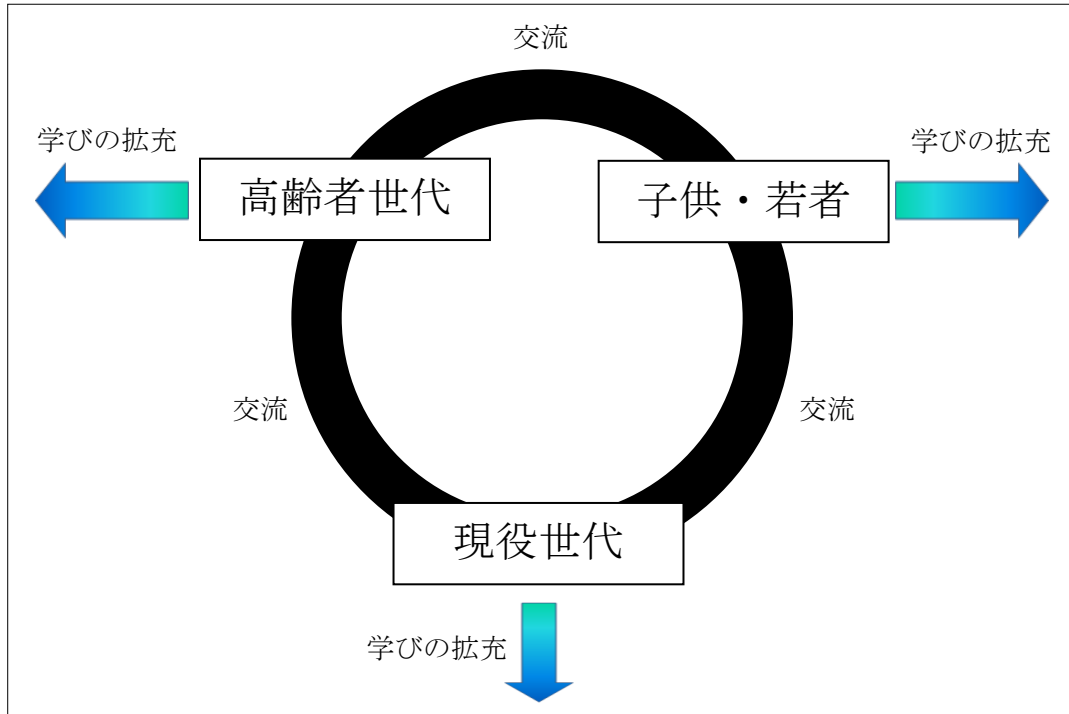 交流
学びの拡充
学びの拡充
高齢者世代
子供・若者
交流
交流
現役世代
学びの拡充